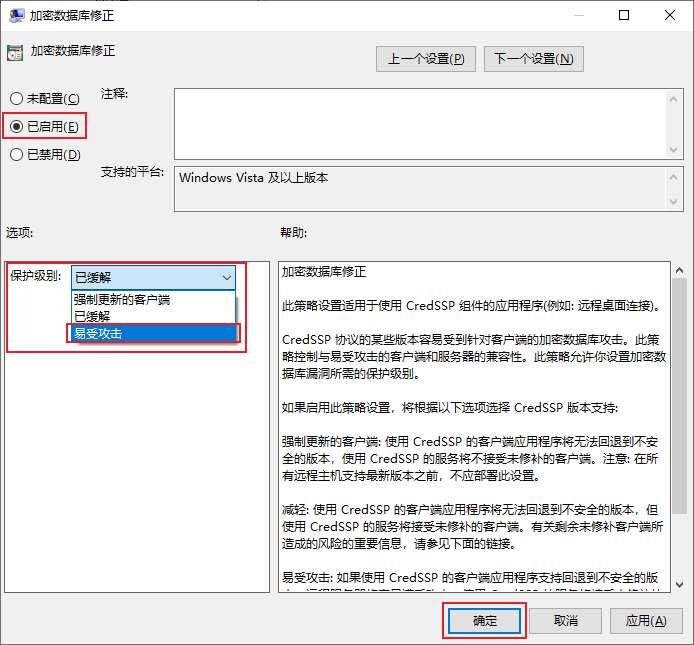 加密数据库修正
加密数据库修正
上一个设置(P)
下一个设置(N)
未配置(C)
注释:
已启用(E)
已禁用(D)
支持的平台:
Windows Vista 及以上版本
选项:
帮助:
保护级别:
已缓解
强制更新的客户端
已缓解
易受攻击
加密数据库修正
此策略设置适用于使用 CredSSP 组件的应用程序(例如: 远程桌面连接)。
CredSSP 协议的某些版本容易受到针对客户端的加密数据库攻击。此策
略控制与易受攻击的客户端和服务器的兼容性。此策略允许你设置加密数
据库漏洞所需的保护级别。
如果启用此策略设置，将根据以下选项选择 CredSSP 版本支持:
强制更新的客户端: 使用 CredSSP 的客户端应用程序将无法回退到不安
全的版本，使用 CredSSP 的服务将不接受未修补的客户端。注意: 在所
有远程主机支持最新版本之前，不应部署此设置。
减轻: 使用 CredSSP 的客户端应用程序将无法回退到不安全的版本，但
使用 CredSSP 的服务将接受未修补的客户端。有关剩余未修补客户端所
造成的风险的重要信息，请参见下面的链接。
易受攻击: 如果使用 CredSSP 的客户端应用程序支持回退到不安全的版
确定
取消
应用(A)